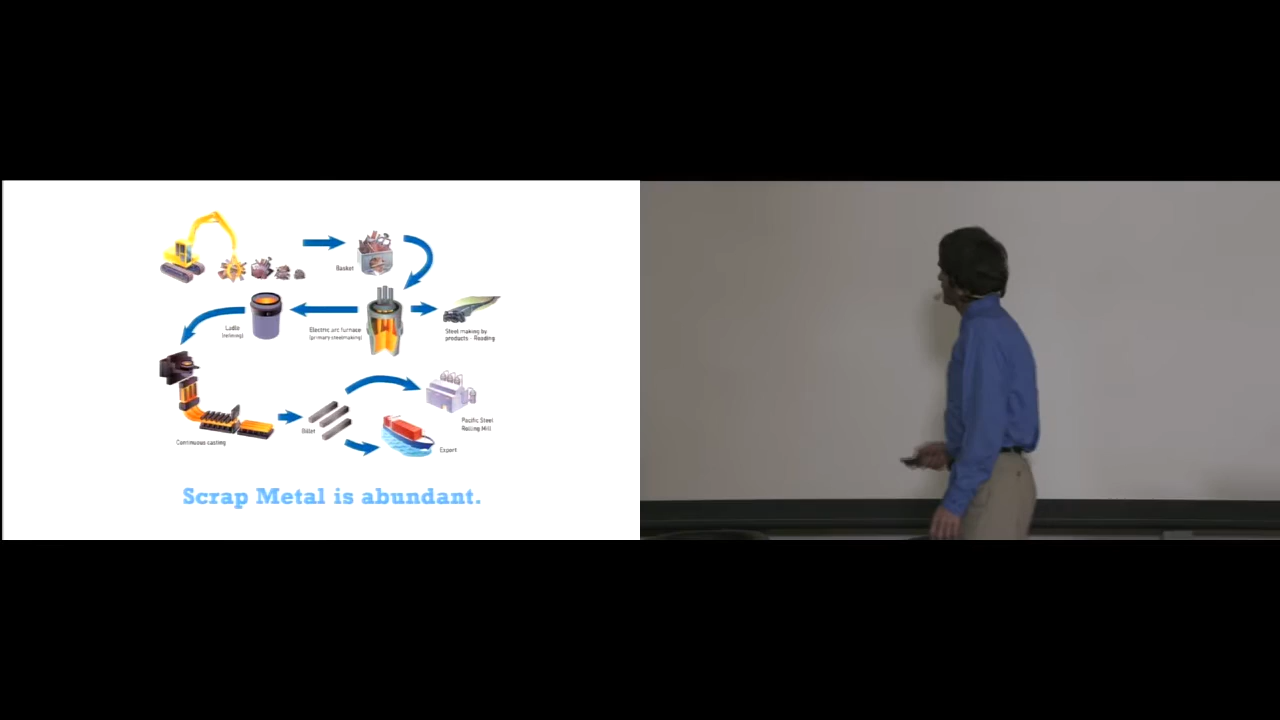 Basket
Ladle
(refining)
Electric arc furnace
(primary steelmaking)
Steel making by
products - Roading
Continuous casting
Billet
Pacific Steel
Rolling Mill
Export
Scrap Metal is abundant.